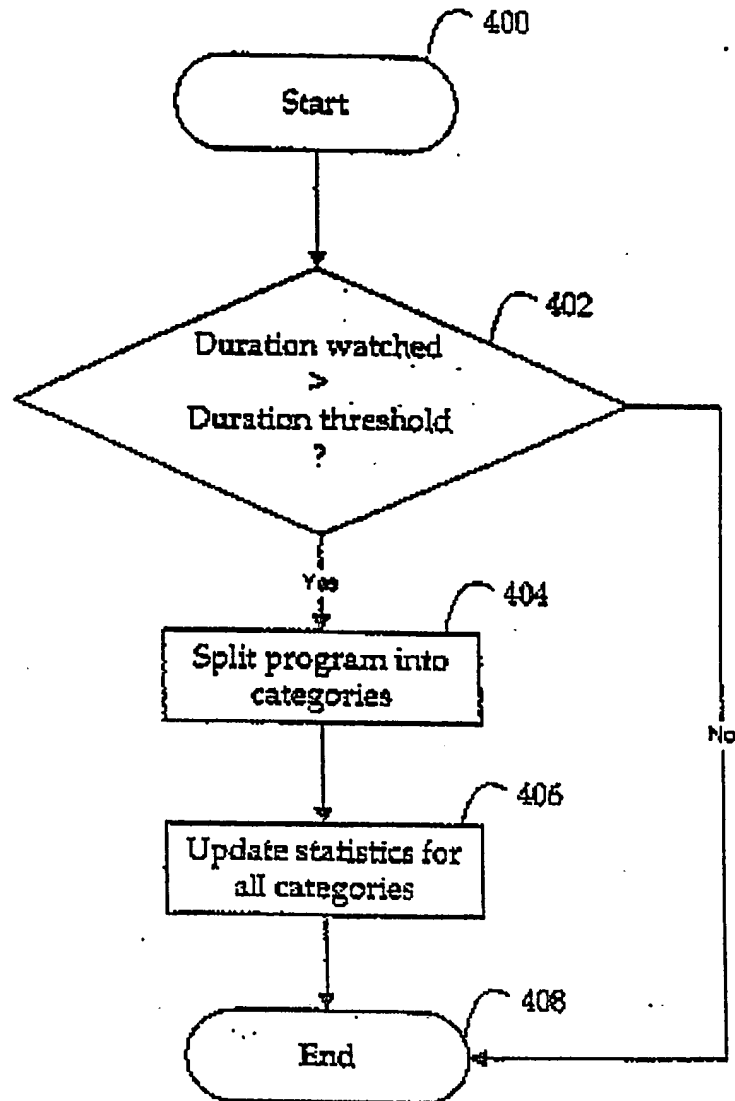 400
Start
402
Duration watched
>
Duration threshold
?
Yes
404
Split program into
categories
No
406
Update statistics for
all categories
408
End